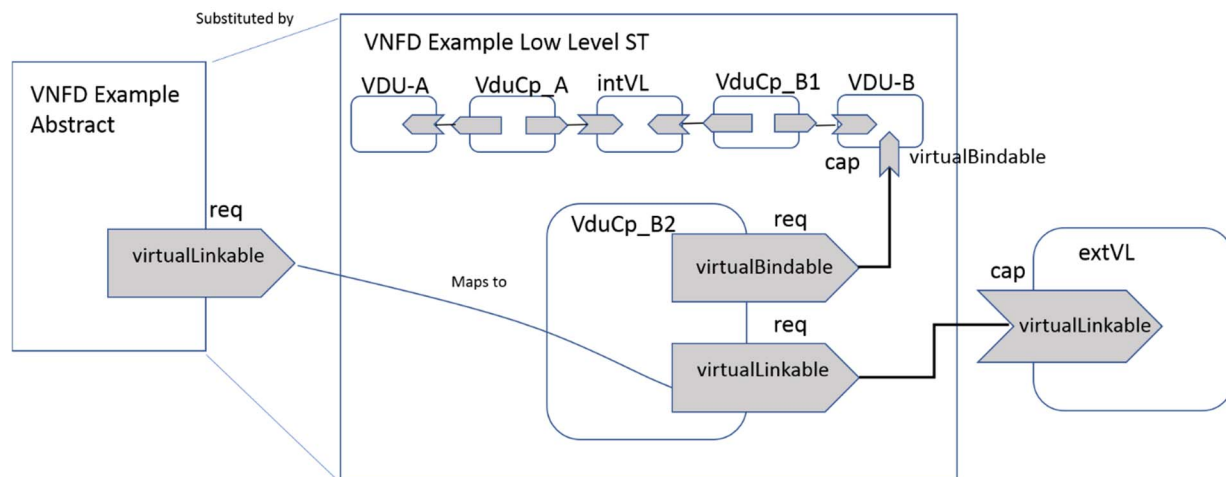 Substituted by
VNFD Example
Abstract
req
virtualLinkable
VNFD Example Low Level ST
VDU-A
VduCp_A
intVL
VduCp_B1
VDU-B
cap
virtualBindable
VduCp_B2
req
virtualBindable
Maps to
req
virtualLinkable
extVL
cap
virtualLinkable